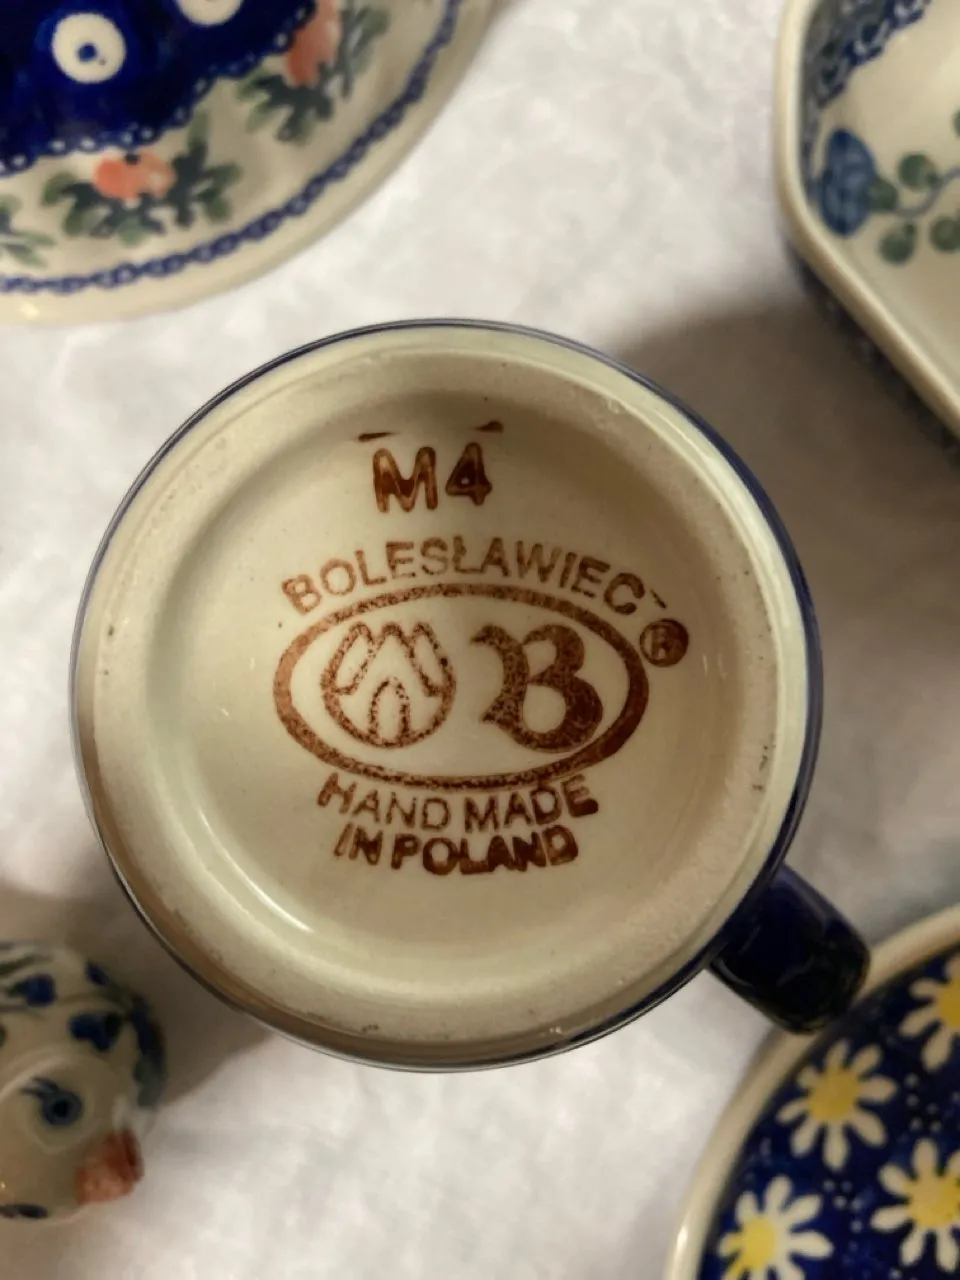 M4
BOLESŁAWIEC ®
B
HAND MADE
IN POLAND